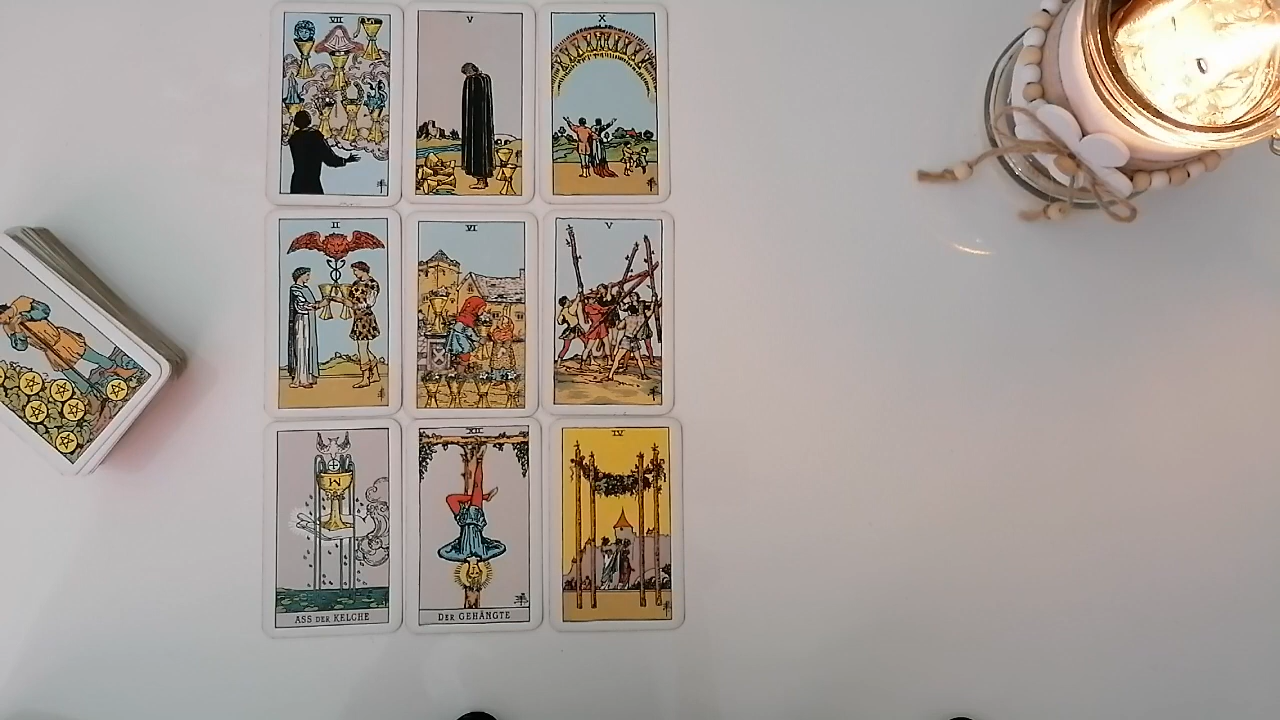 VII
V
X
II
VI
V
ASS DER KELCHE
XII
DER GEHÄNGTE
IV